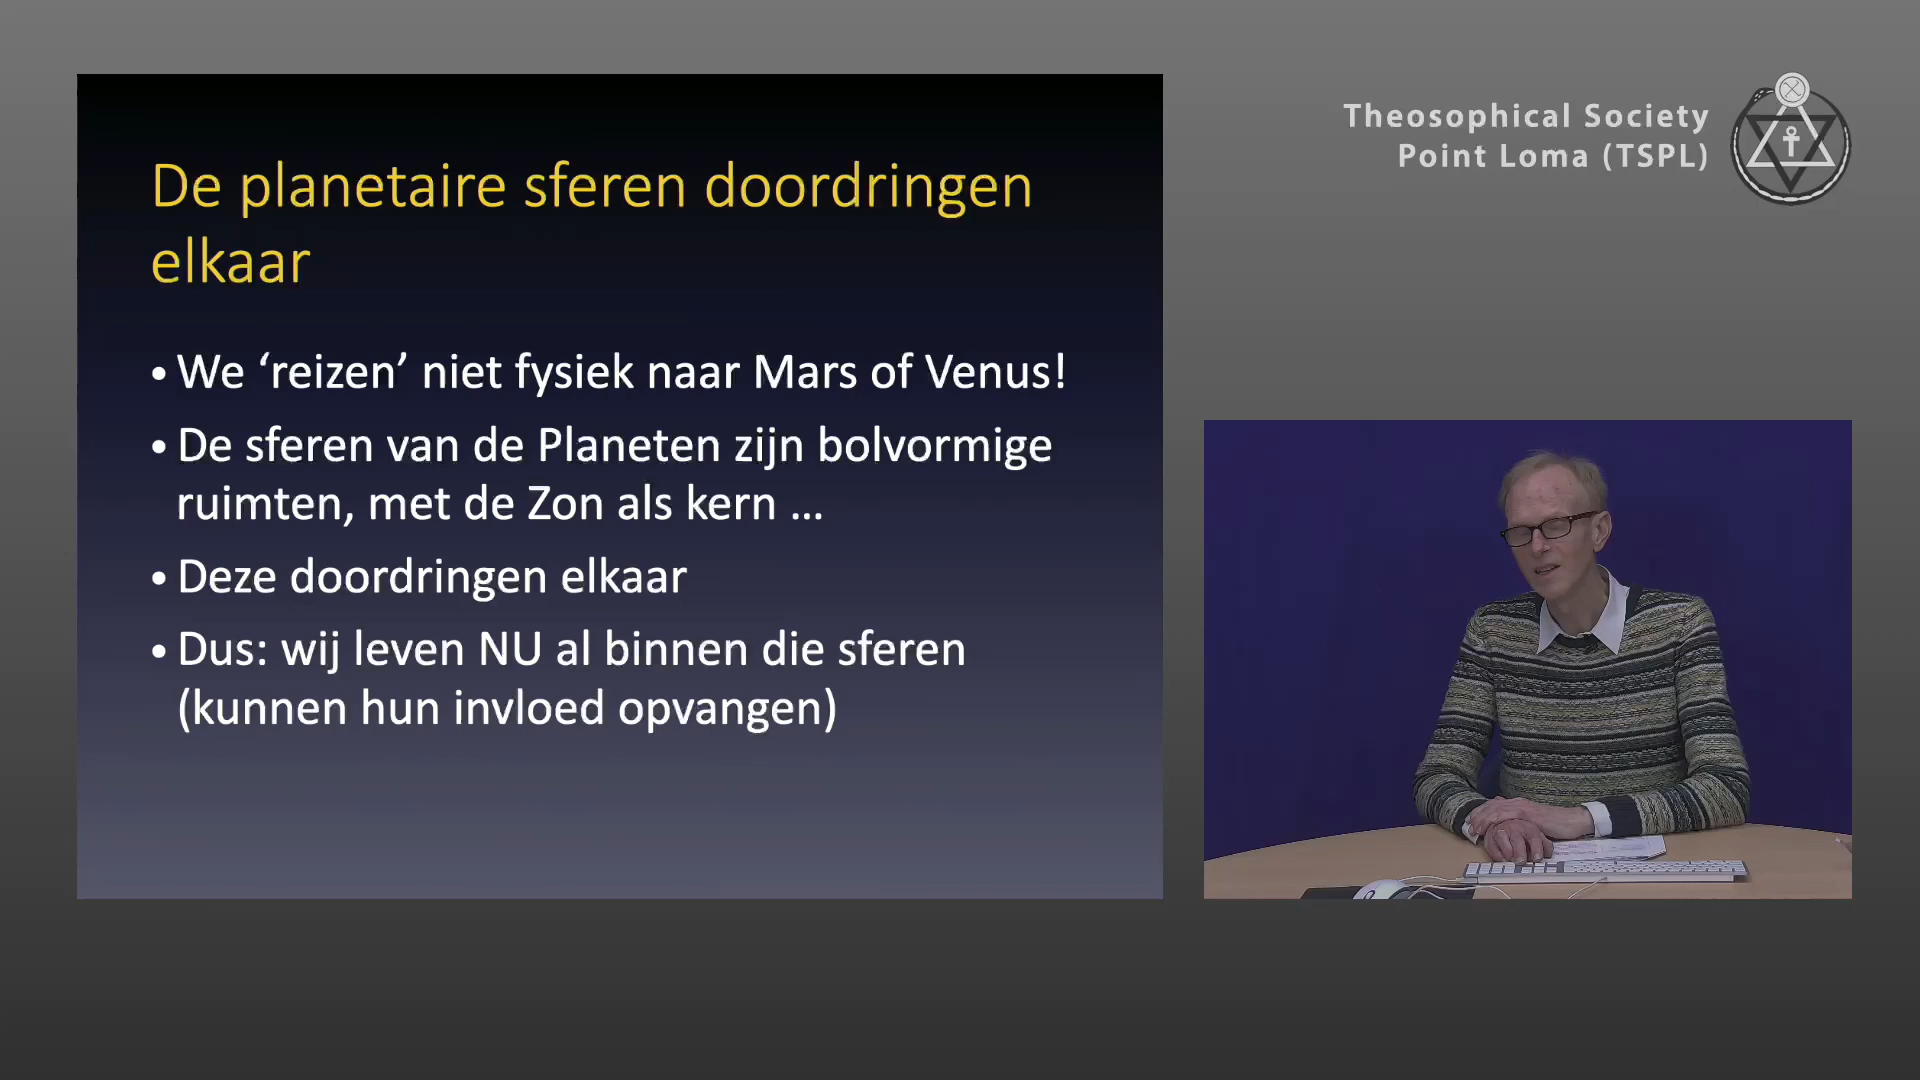 De planetaire sferen doordringen
elkaar
• We ‘reizen’ niet fysiek naar Mars of Venus!
• De sferen van de Planeten zijn bolvormige
ruimten, met de Zon als kern ...
• Deze doordringen elkaar
• Dus: wij leven NU al binnen die sferen
(kunnen hun invloed opvangen)
Theosophical Society
Point Loma (TSPL)